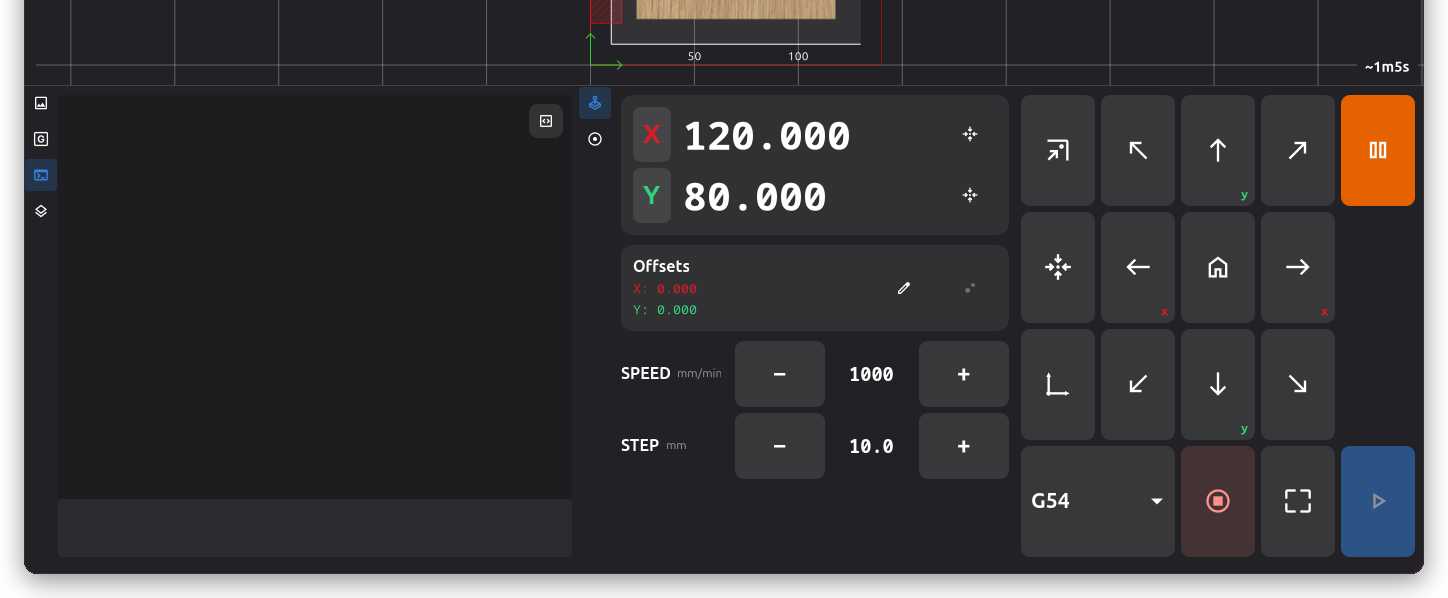 50 100
~1m5s
G
X 120.000
Y 80.000
Offsets
X: 0.000
Y: 0.000
SPEED mm/min − 1000 +
STEP mm − 10.0 +
y
x x
y
G54